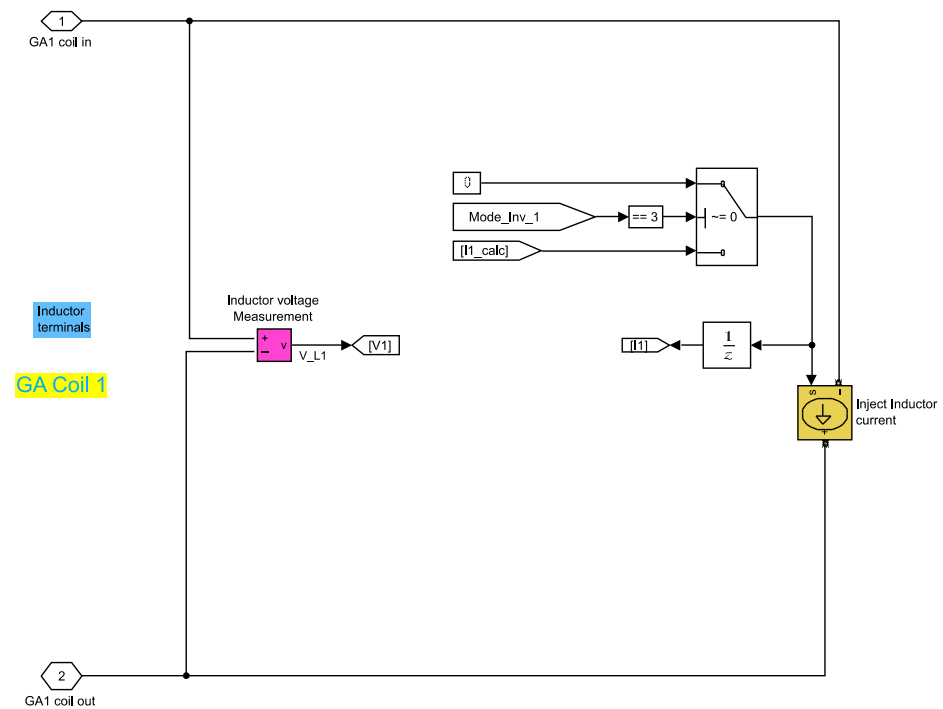 1
GA1 coil in
0
Mode_Inv_1
== 3
~= 0
[I1_calc]
Inductor
terminals
Inductor voltage
Measurement
+
−
v
V_L1
[V1]
GA Coil 1
[I1]
1
z
s
−
+
Inject Inductor
current
2
GA1 coil out